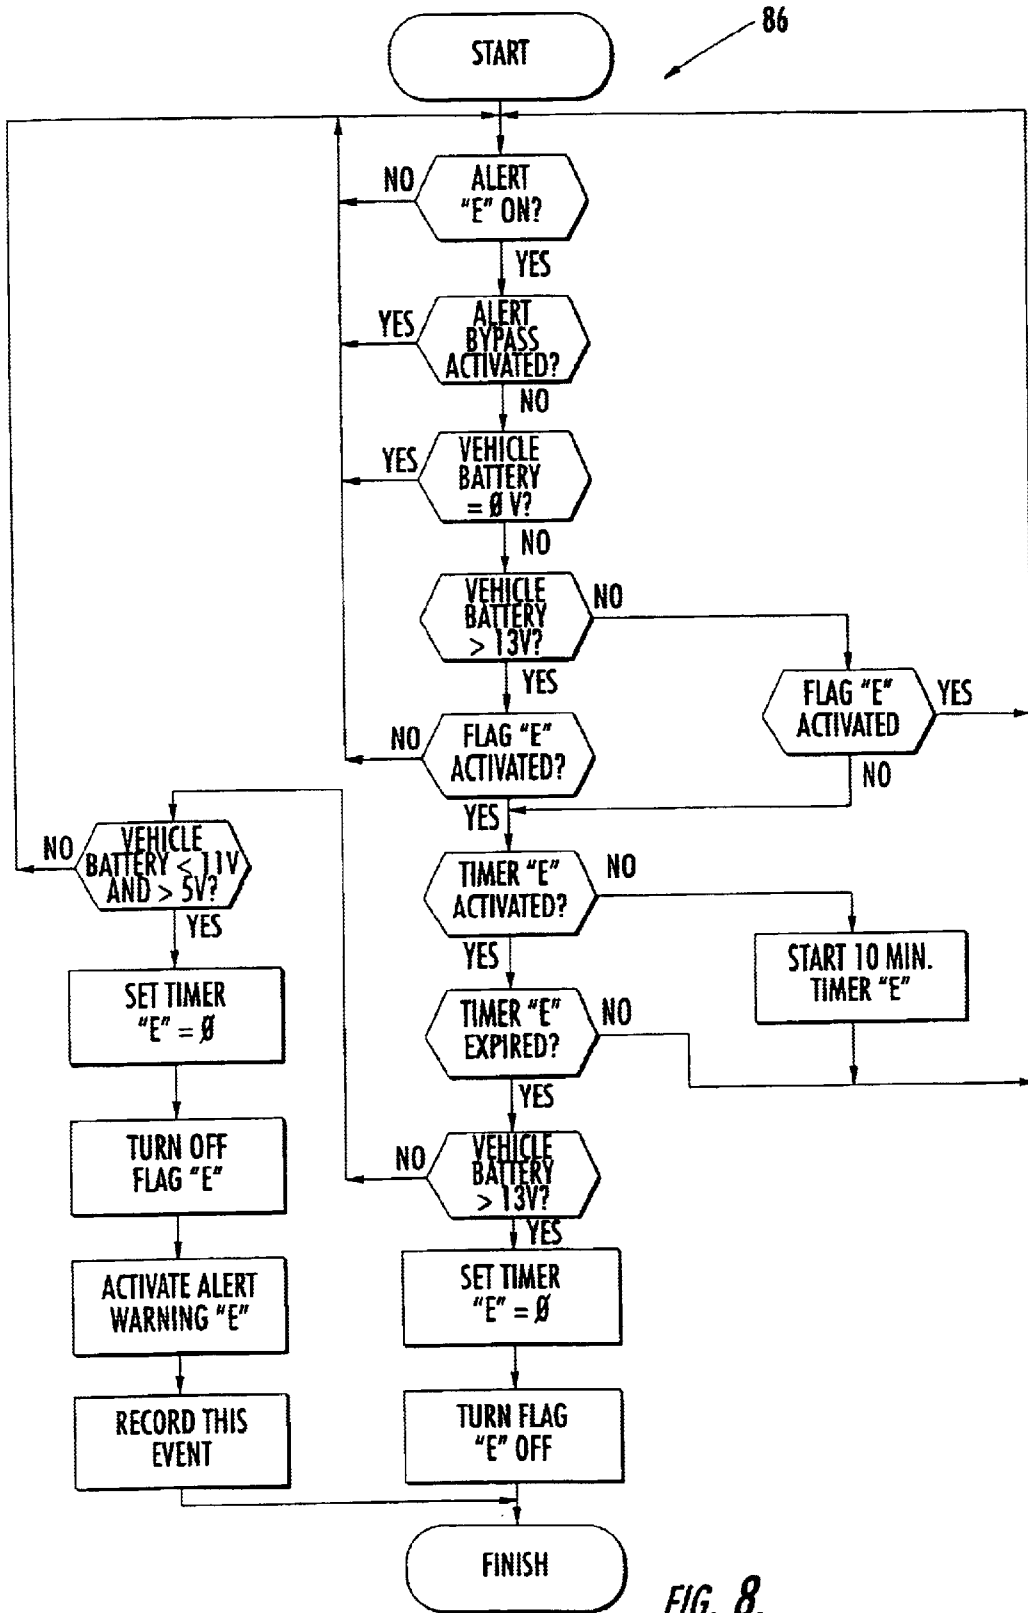 START
86
NO
ALERT
"E" ON?
YES
YES
ALERT
BYPASS
ACTIVATED?
NO
YES
VEHICLE
BATTERY
= Ø V?
NO
VEHICLE
BATTERY
> 13V?
NO
YES
FLAG "E"
ACTIVATED
YES
NO
NO
FLAG "E"
ACTIVATED?
YES
NO
VEHICLE
BATTERY < 11V
AND > 5V?
YES
TIMER "E"
ACTIVATED?
NO
YES
START 10 MIN.
TIMER "E"
SET TIMER
"E" = Ø
TIMER "E"
EXPIRED?
NO
YES
TURN OFF
FLAG "E"
NO
VEHICLE
BATTERY
> 13V?
YES
ACTIVATE ALERT
WARNING "E"
SET TIMER
"E" = Ø
RECORD THIS
EVENT
TURN FLAG
"E" OFF
FINISH
FIG. 8.